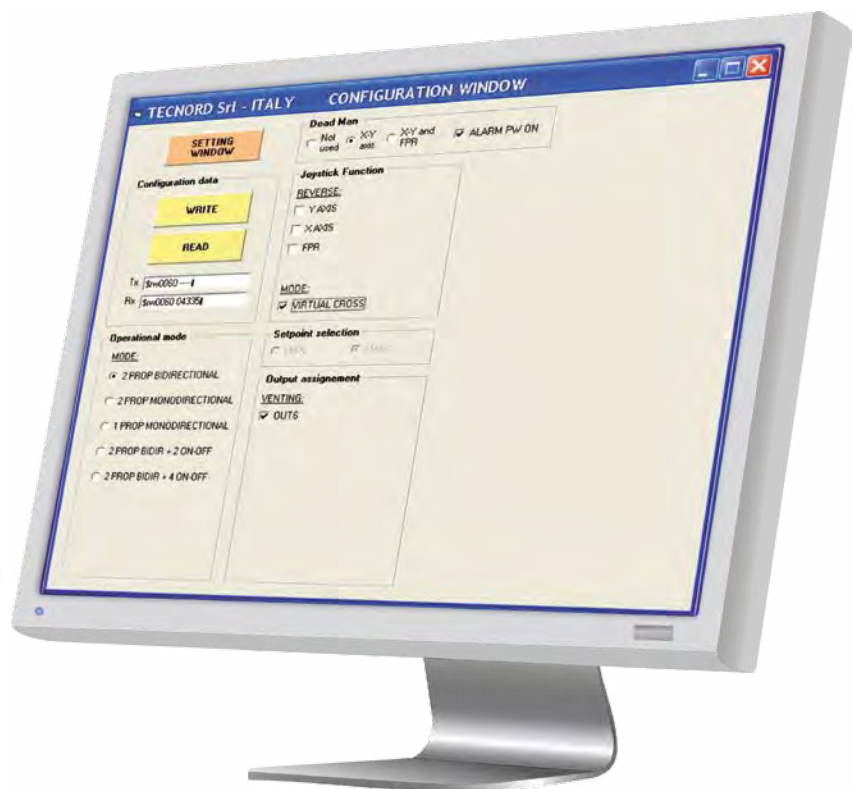 TECNORD Srl - ITALY CONFIGURATION WINDOW
SETTING
WINDOW
Dead Man
Not used
X-Y axis
X-Y and FPR
ALARM PW ON
Configuration data
WRITE
READ
Tx $rw0060 ----
Rx $rw0060 04335
Joystick Function
REVERSE:
Y AXIS
X AXIS
FPR
MODE:
VIRTUAL CROSS
Operational mode
MODE:
2 PROP BIDIRECTIONAL
2 PROP MONODIRECTIONAL
1 PROP MONODIRECTIONAL
2 PROP BIDIR + 2 ON-OFF
2 PROP BIDIR + 4 ON-OFF
Setpoint selection
Output assignement
VENTING:
OUT6